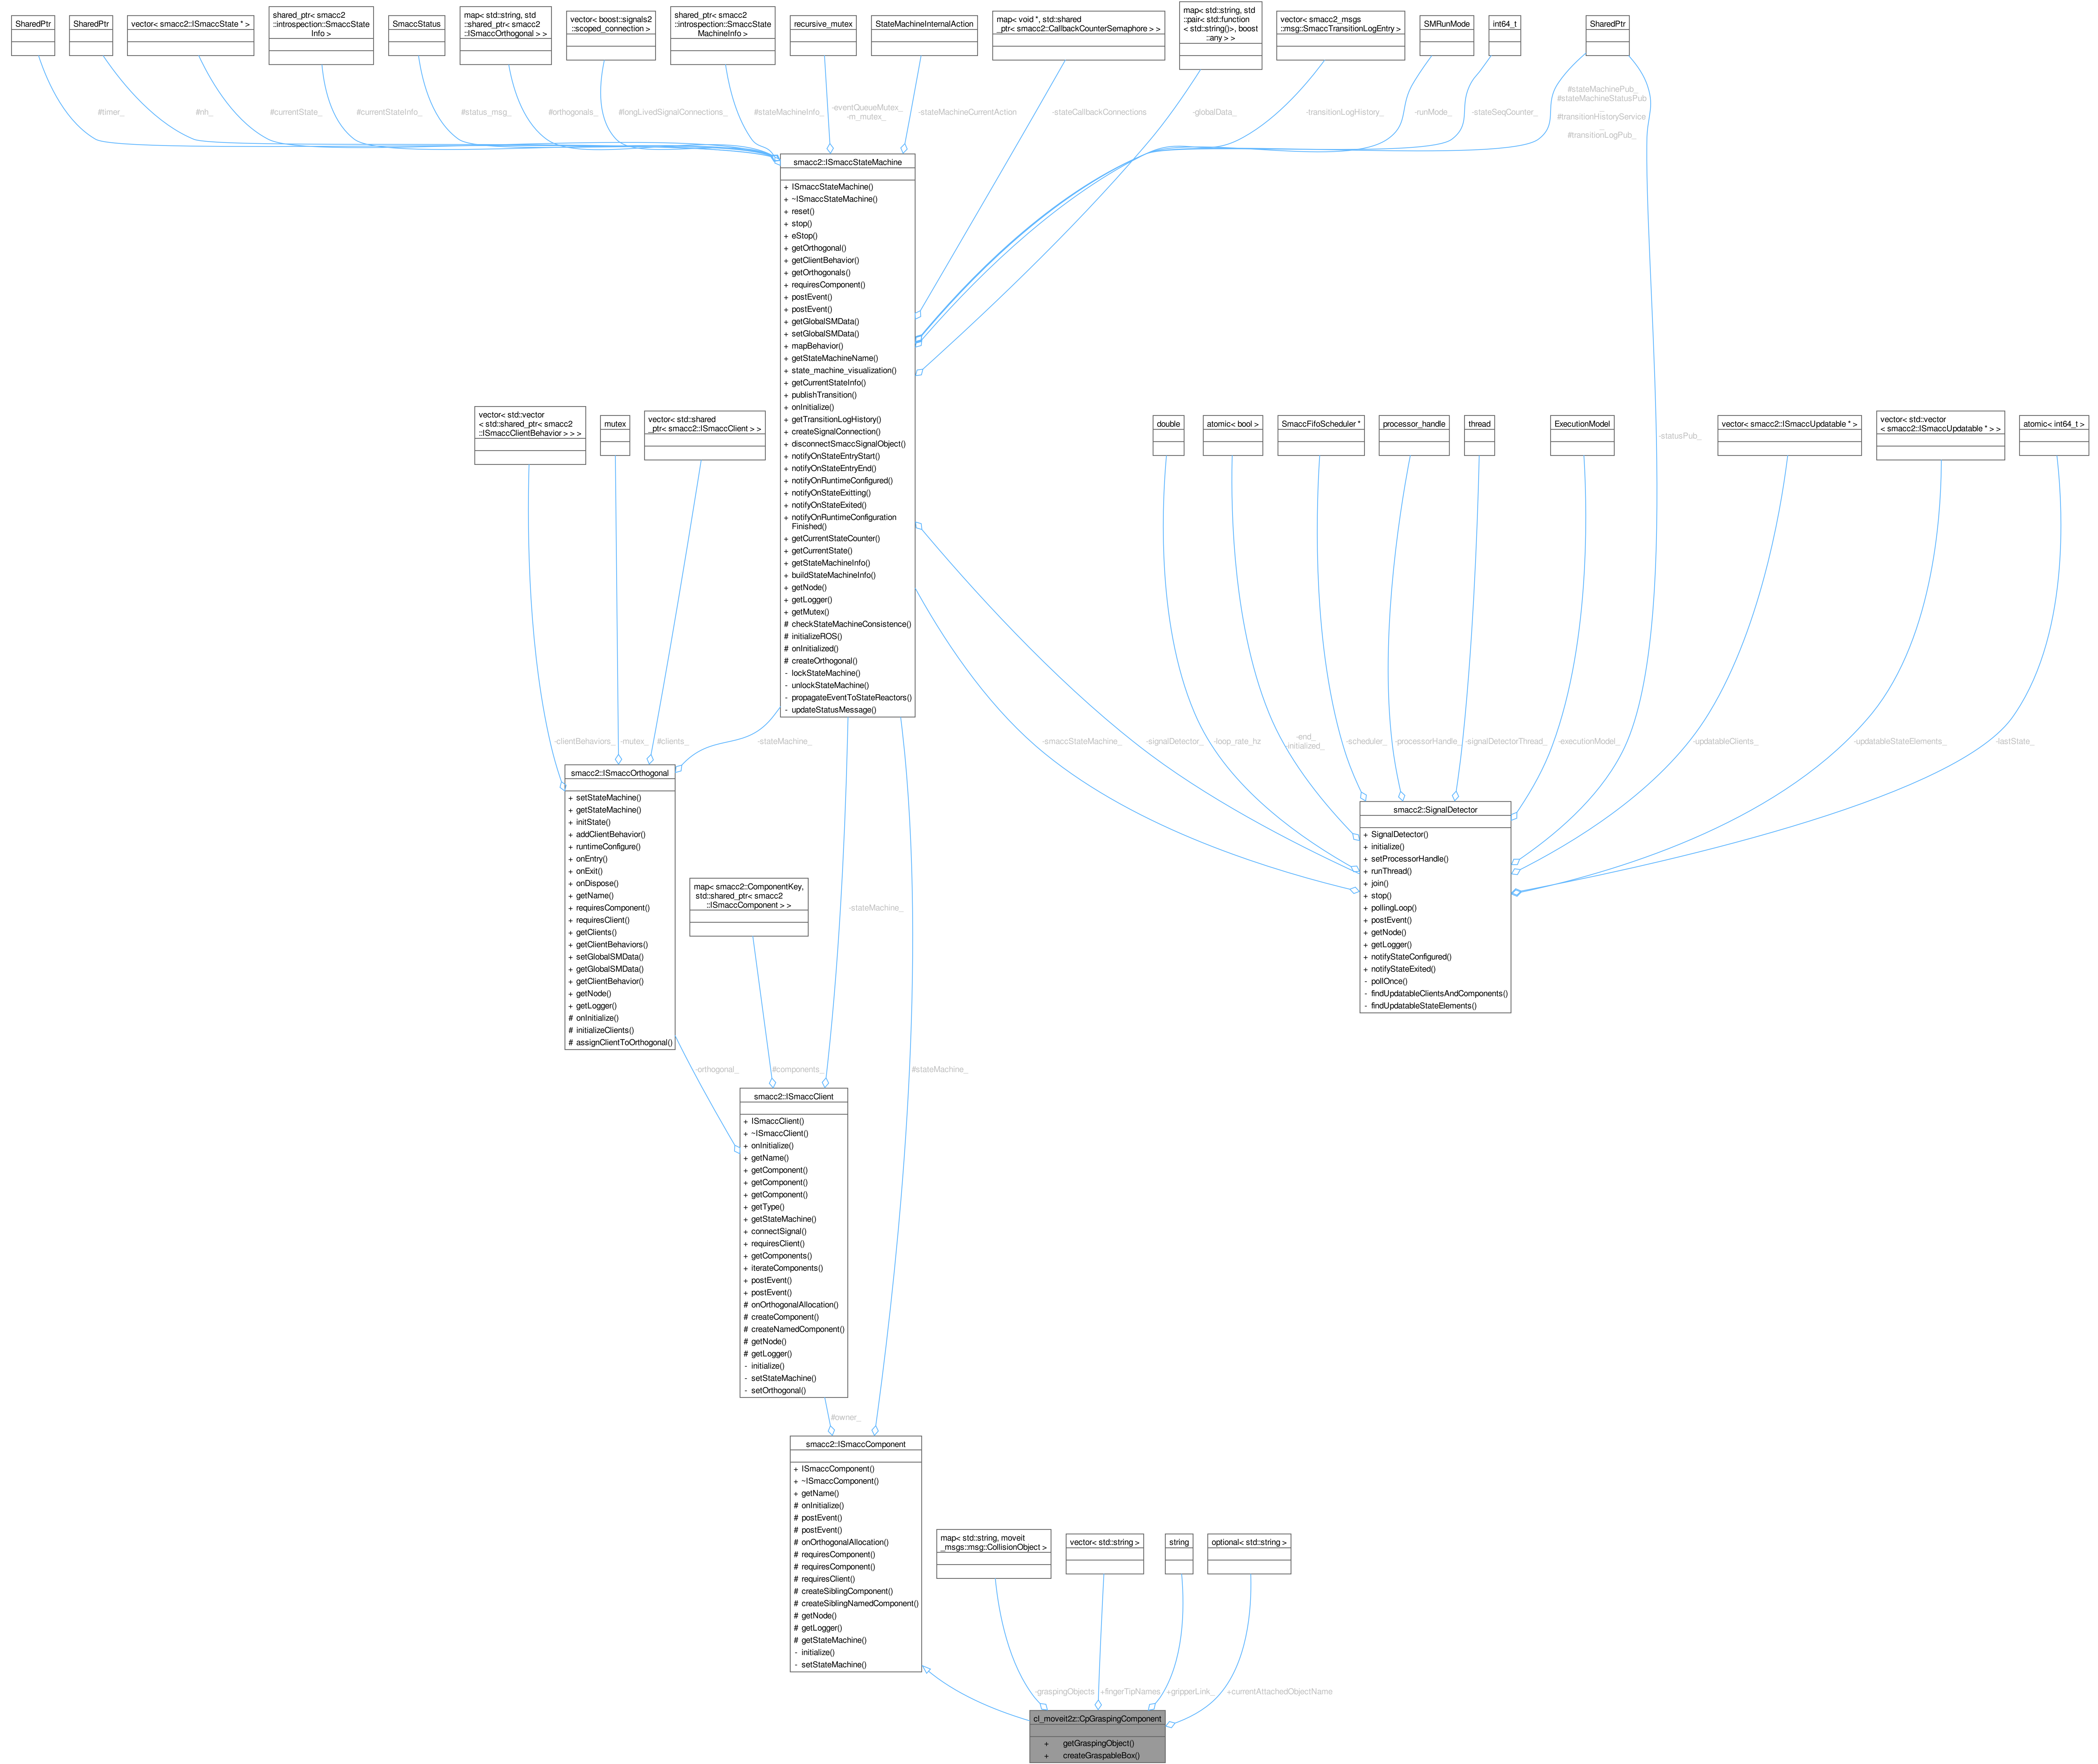 SharedPtr
SharedPtr
vector< smacc2::ISmaccState * >
shared_ptr< smacc2
::introspection::SmaccState
Info >
SmaccStatus
map< std::string, std
::shared_ptr< smacc2
::ISmaccOrthogonal > >
vector< boost::signals2
::scoped_connection >
shared_ptr< smacc2
::introspection::SmaccState
MachineInfo >
recursive_mutex
StateMachineInternalAction
map< void *, std::shared
_ptr< smacc2::CallbackCounterSemaphore > >
map< std::string, std
::pair< std::function
< std::string()>, boost
::any > >
vector< smacc2_msgs
::msg::SmaccTransitionLogEntry >
SMRunMode
int64_t
SharedPtr
#timer_
#nh_
#currentState_
#currentStateInfo_
#status_msg_
#orthogonals_
#longLivedSignalConnections_
#stateMachineInfo_
-eventQueueMutex_
-m_mutex_
-stateMachineCurrentAction
-stateCallbackConnections
-globalData_
-transitionLogHistory_
-runMode_
-stateSeqCounter_
#stateMachinePub_
#stateMachineStatusPub
_
#transitionHistoryService
_
#transitionLogPub_
smacc2::ISmaccStateMachine
+ ISmaccStateMachine()
+ ~ISmaccStateMachine()
+ reset()
+ stop()
+ eStop()
+ getOrthogonal()
+ getClientBehavior()
+ getOrthogonals()
+ requiresComponent()
+ postEvent()
+ postEvent()
+ getGlobalSMData()
+ setGlobalSMData()
+ mapBehavior()
+ getStateMachineName()
+ state_machine_visualization()
+ getCurrentStateInfo()
+ publishTransition()
+ onInitialize()
+ getTransitionLogHistory()
+ createSignalConnection()
+ disconnectSmaccSignalObject()
+ notifyOnStateEntryStart()
+ notifyOnStateEntryEnd()
+ notifyOnRuntimeConfigured()
+ notifyOnStateExitting()
+ notifyOnStateExited()
+ notifyOnRuntimeConfiguration
Finished()
+ getCurrentStateCounter()
+ getCurrentState()
+ getStateMachineInfo()
+ buildStateMachineInfo()
+ getNode()
+ getLogger()
+ getMutex()
# checkStateMachineConsistence()
# initializeROS()
# onInitialized()
# createOrthogonal()
- lockStateMachine()
- unlockStateMachine()
- propagateEventToStateReactors()
- updateStatusMessage()
vector< std::vector
< std::shared_ptr< smacc2
::ISmaccClientBehavior > > >
mutex
vector< std::shared
_ptr< smacc2::ISmaccClient > >
double
atomic< bool >
SmaccFifoScheduler *
processor_handle
thread
ExecutionModel
-statusPub_
vector< smacc2::ISmaccUpdatable * >
vector< std::vector
< smacc2::ISmaccUpdatable * > >
atomic< int64_t >
-clientBehaviors_
-mutex_
#clients_
-stateMachine_
-smaccStateMachine_
-signalDetector_
-loop_rate_hz
-end_
-initialized_
-scheduler_
-processorHandle_
-signalDetectorThread_
-executionModel_
-updatableClients_
-updatableStateElements_
-lastState_
smacc2::ISmaccOrthogonal
+ setStateMachine()
+ getStateMachine()
+ initState()
+ addClientBehavior()
+ runtimeConfigure()
+ onEntry()
+ onExit()
+ onDispose()
+ getName()
+ requiresComponent()
+ requiresClient()
+ getClients()
+ getClientBehaviors()
+ setGlobalSMData()
+ getGlobalSMData()
+ getClientBehavior()
+ getNode()
+ getLogger()
# onInitialize()
# initializeClients()
# assignClientToOrthogonal()
smacc2::SignalDetector
+ SignalDetector()
+ initialize()
+ setProcessorHandle()
+ runThread()
+ join()
+ stop()
+ pollingLoop()
+ postEvent()
+ getNode()
+ getLogger()
+ notifyStateConfigured()
+ notifyStateExited()
- pollOnce()
- findUpdatableClientsAndComponents()
- findUpdatableStateElements()
map< smacc2::ComponentKey,
std::shared_ptr< smacc2
::ISmaccComponent > >
-stateMachine_
-orthogonal_
#components_
#stateMachine_
smacc2::ISmaccClient
+ ISmaccClient()
+ ~ISmaccClient()
+ onInitialize()
+ getName()
+ getComponent()
+ getComponent()
+ getComponent()
+ getType()
+ getStateMachine()
+ connectSignal()
+ requiresClient()
+ getComponents()
+ iterateComponents()
+ postEvent()
+ postEvent()
# onOrthogonalAllocation()
# createComponent()
# createNamedComponent()
# getNode()
# getLogger()
- initialize()
- setStateMachine()
- setOrthogonal()
#owner_
smacc2::ISmaccComponent
+ ISmaccComponent()
+ ~ISmaccComponent()
+ getName()
# onInitialize()
# postEvent()
# postEvent()
# onOrthogonalAllocation()
# requiresComponent()
# requiresComponent()
# requiresClient()
# createSiblingComponent()
# createSiblingNamedComponent()
# getNode()
# getLogger()
# getStateMachine()
- initialize()
- setStateMachine()
map< std::string, moveit
_msgs::msg::CollisionObject >
vector< std::string >
string
optional< std::string >
-graspingObjects
+fingerTipNames
+gripperLink_
+currentAttachedObjectName
cl_moveit2z::CpGraspingComponent
+ getGraspingObject()
+ createGraspableBox()